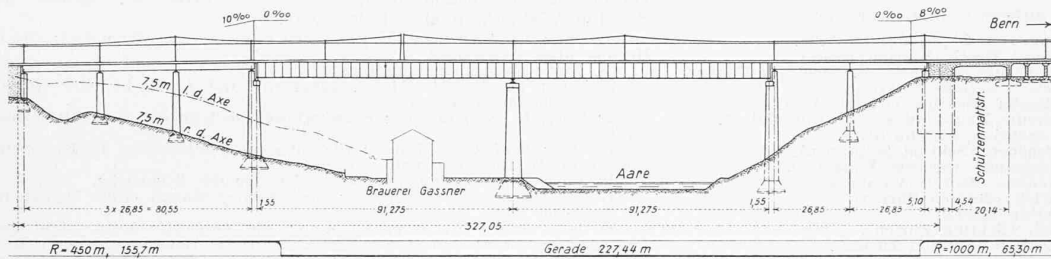 10‰ 0‰
0‰ 8‰
Bern
7,5m l. d. Axe
7,5m r. d. Axe
Brauerei Gassner
Aare
Schützenmattstr.
3 x 26,85 = 80,55
1,55
91,275
91,275
1,55
26,85
26,85
5,10
4,54
20,14
327,05
R = 450 m, 155,7 m
Gerade 227,44 m
R=1000 m, 65,30 m